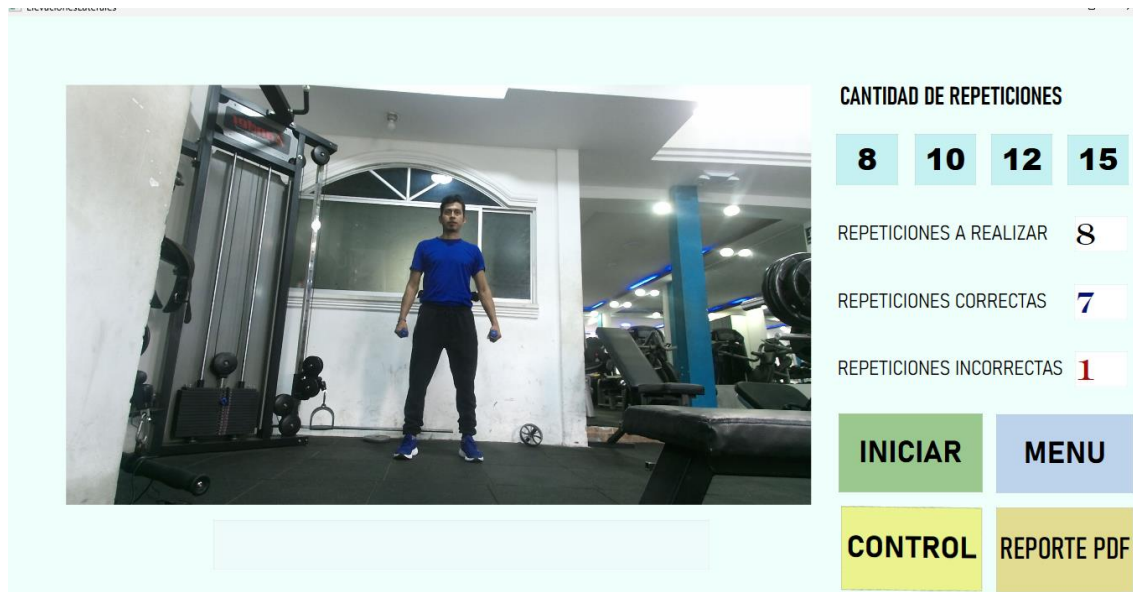 ElevacionesLaterales
CANTIDAD DE REPETICIONES
8 10 12 15
REPETICIONES A REALIZAR 8
REPETICIONES CORRECTAS 7
REPETICIONES INCORRECTAS 1
INICIAR MENU
CONTROL REPORTE PDF